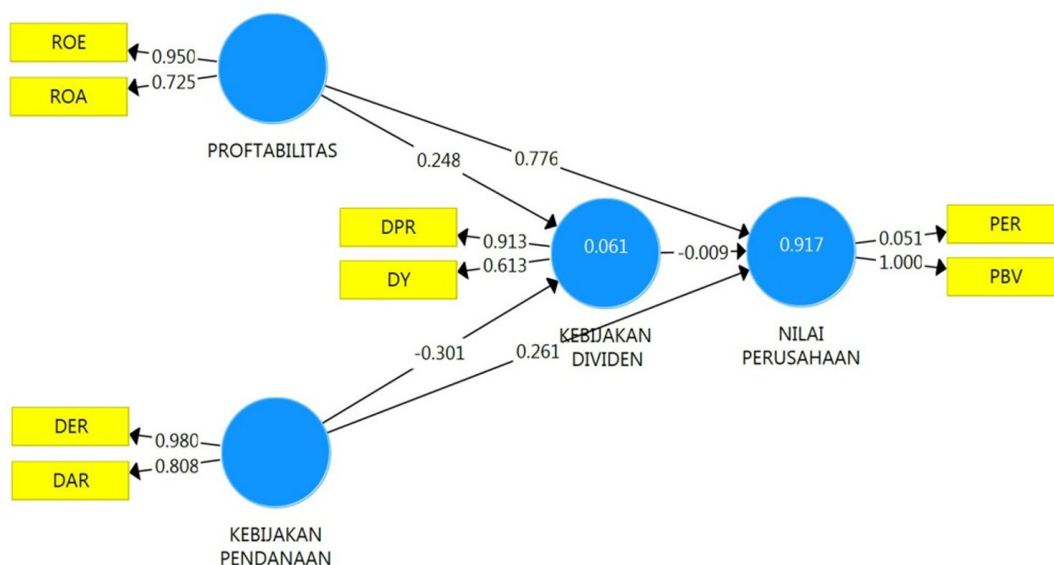 ROE
0.950
ROA
0.725
PROFTABILITAS
0.248
0.776
DPR
0.913
DY
0.613
0.061
-0.009
0.917
0.051
PER
1.000
PBV
KEBIJAKAN
DIVIDEN
NILAI
PERUSAHAAN
-0.301
0.261
DER
0.980
DAR
0.808
KEBIJAKAN
PENDANAAN